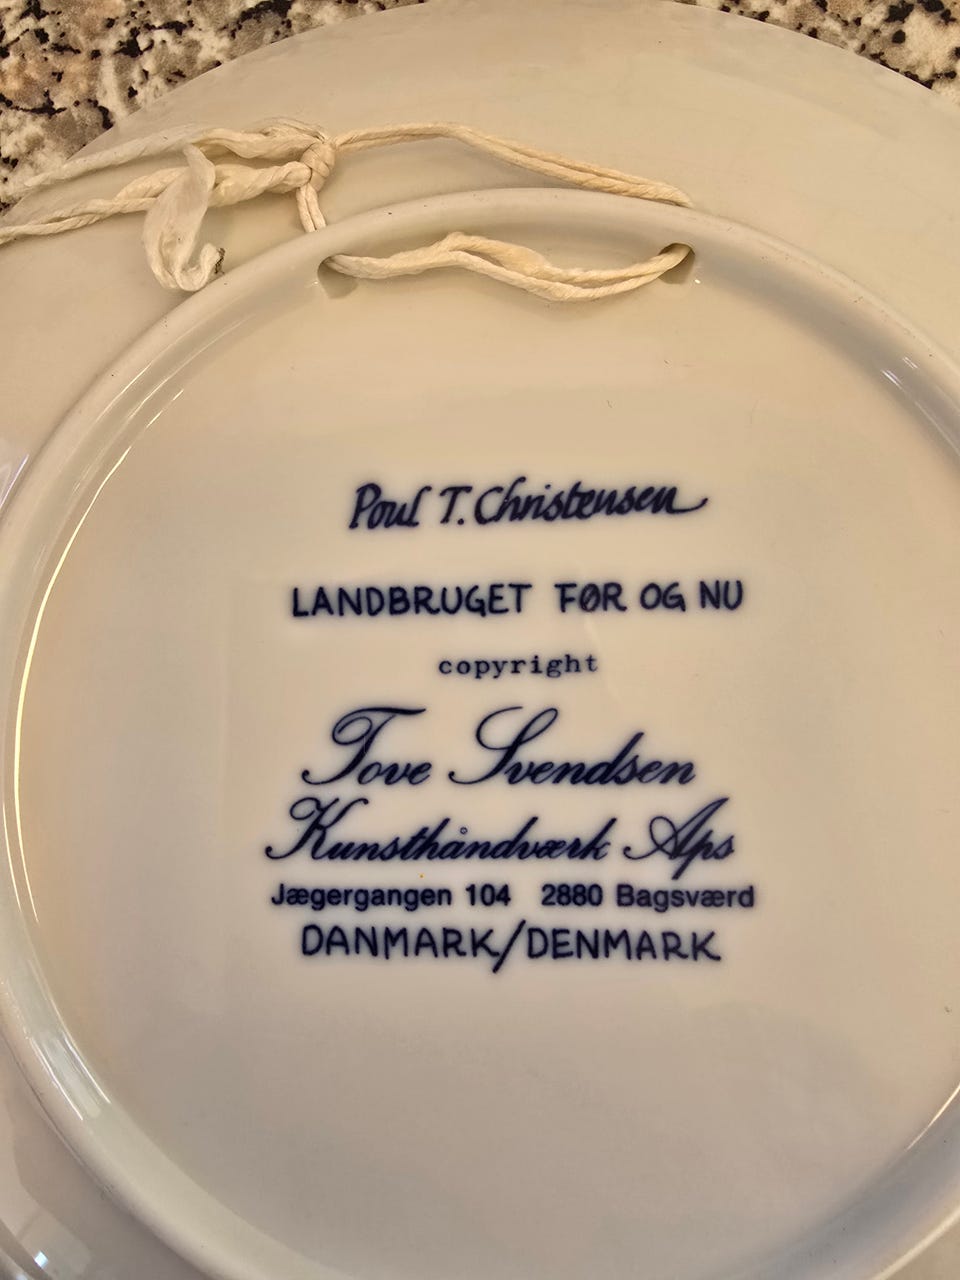 Poul T. Christensen
LANDBRUGET FØR OG NU
copyright
Tove Svendsen
Kunsthåndværk Aps
Jægergangen 104 2880 Bagsværd
DANMARK/DENMARK